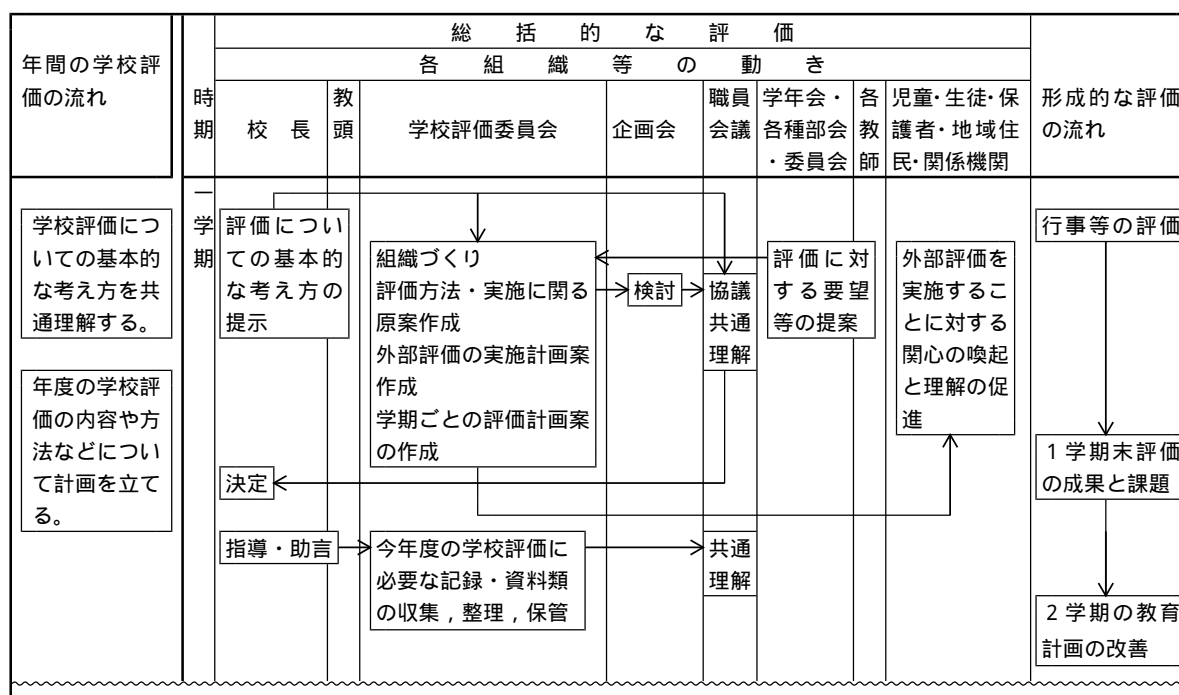 年間の学校評
価の流れ
時
期
総括的な評価
各組織等の動き
校長
教
頭
学校評価委員会
企画会
職員
会議
学年会・
各種部会
・委員会
各
教
師
児童・生徒・保
護者・地域住
民・関係機関
形成的な評価
の流れ
一
学
期
学校評価につ
いての基本的
な考え方を共
通理解する。
年度の学校評
価の内容や方
法などについ
て計画を立て
る。
評価につい
ての基本的
な考え方の
提示
組織づくり
評価方法・実施に関る
原案作成
外部評価の実施計画案
作成
学期ごとの評価計画案
の作成
検討
協議
共通
理解
評価に対
する要望
等の提案
外部評価を
実施するこ
とに対する
関心の喚起
と理解の促
進
決定
指導・助言
今年度の学校評価に
必要な記録・資料類
の収集，整理，保管
共通
理解
行事等の評価
1学期末評価
の成果と課題
2学期の教育
計画の改善